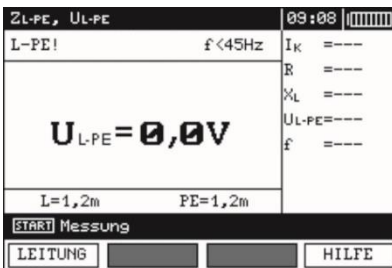 ZL-PE, UL-PE 09:08
L-PE! f<45Hz
UL-PE=0,0V
L=1,2m PE=1,2m
IK =---
R =---
XL =---
UL-PE=---
f =---
START Messung
LEITUNG HILFE